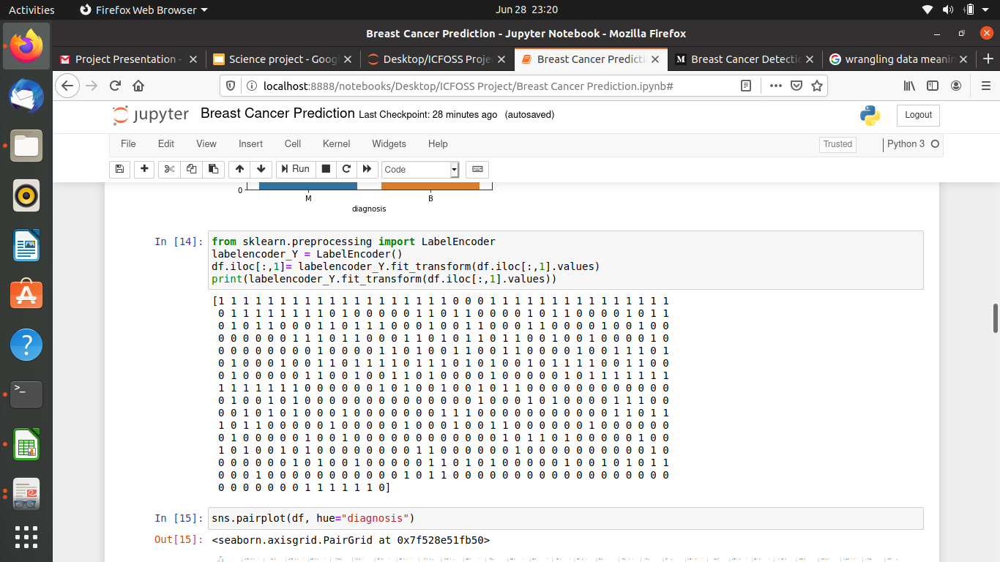 Activities
Firefox Web Browser
Jun 28 23:20
Breast Cancer Prediction - Jupyter Notebook - Mozilla Firefox
Project Presentation -
Science project - Goog
Desktop/ICFOSS Proje
Breast Cancer Predicti
Breast Cancer Detectio
wrangling data meanin
localhost:8888/notebooks/Desktop/ICFOSS Project/Breast Cancer Prediction.ipynb#
jupyter Breast Cancer Prediction Last Checkpoint: 28 minutes ago (autosaved)
Logout
File Edit View Insert Cell Kernel Widgets Help
Trusted
Python 3
Run
Code
0
M B
diagnosis
In [14]: from sklearn.preprocessing import LabelEncoder
labelencoder_Y = LabelEncoder()
df.iloc[:,1]= labelencoder_Y.fit_transform(df.iloc[:,1].values)
print(labelencoder_Y.fit_transform(df.iloc[:,1].values))
[1 1 1 1 1 1 1 1 1 1 1 1 1 1 1 1 1 1 1 0 0 0 1 1 1 1 1 1 1 1 1 1 1 1 1 1 1
0 1 1 1 1 1 1 1 1 0 1 0 0 0 0 0 1 1 0 1 1 0 0 0 0 1 0 1 1 0 0 0 0 1 0 1 1
0 1 0 1 1 0 0 0 1 1 0 1 1 1 0 0 0 1 0 0 1 1 0 0 0 1 1 0 0 0 0 1 0 0 1 0 0
0 0 0 0 0 0 1 1 1 0 1 1 0 0 0 1 1 0 1 0 1 1 0 1 1 0 0 1 0 0 1 0 0 0 0 1 0
0 0 0 0 0 0 0 0 1 0 0 0 0 1 1 0 1 0 0 1 1 0 0 1 1 0 0 0 0 1 0 0 1 1 1 0 1
0 1 0 0 0 1 0 0 1 1 0 1 1 1 1 0 1 1 1 0 1 0 1 0 0 1 0 1 1 1 1 0 0 1 1 0 0
0 1 0 0 0 0 0 1 1 0 0 1 0 0 1 1 0 1 0 0 0 0 1 0 0 0 0 0 1 0 1 1 1 1 1 1 1
1 1 1 1 1 1 1 0 0 0 0 0 0 1 0 1 0 0 1 0 0 1 0 1 1 0 0 0 0 0 0 0 0 0 0 0 0
0 1 0 0 1 0 1 0 0 0 0 0 0 0 0 0 0 0 0 0 0 1 0 0 0 1 0 1 0 0 0 0 1 1 1 0 0
0 0 1 0 1 0 1 0 0 0 1 0 0 0 0 0 0 0 1 1 1 0 0 0 0 0 0 0 0 0 0 0 1 1 0 1 1
1 0 1 1 0 0 0 0 0 1 0 0 0 0 0 1 0 0 0 1 0 0 1 1 0 0 0 0 0 0 1 0 0 0 0 0 0
0 1 0 0 0 0 0 1 0 0 1 0 0 0 0 0 0 0 0 0 0 0 0 1 0 1 1 0 1 0 0 0 0 0 1 0 0
1 0 1 0 0 1 0 1 0 0 0 0 0 0 0 0 1 1 0 0 0 0 0 0 1 0 0 0 0 0 0 0 0 0 0 1 0
0 0 0 0 0 0 1 0 1 0 0 1 0 0 0 0 0 1 1 0 1 0 1 0 0 0 0 0 1 0 0 1 0 1 0 1 1
0 0 0 1 0 0 0 0 0 0 0 0 0 0 0 1 0 1 1 0 0 0 0 0 0 0 0 0 0 0 0 0 0 0 0 0 0
0 0 0 0 0 0 0 1 1 1 1 1 1 0]
In [15]: sns.pairplot(df, hue="diagnosis")
Out[15]: <seaborn.axisgrid.PairGrid at 0x7f528e51fb50>